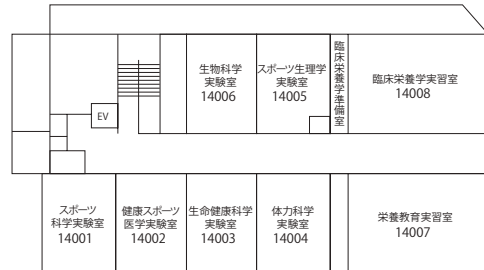 生物科学
実験室
14006
スポーツ生理学
実験室
14005
臨床栄養学準備室
臨床栄養学実習室
14008
EV
スポーツ
科学実験室
14001
健康スポーツ
医学実験室
14002
生命健康科学
実験室
14003
体力科学
実験室
14004
栄養教育実習室
14007